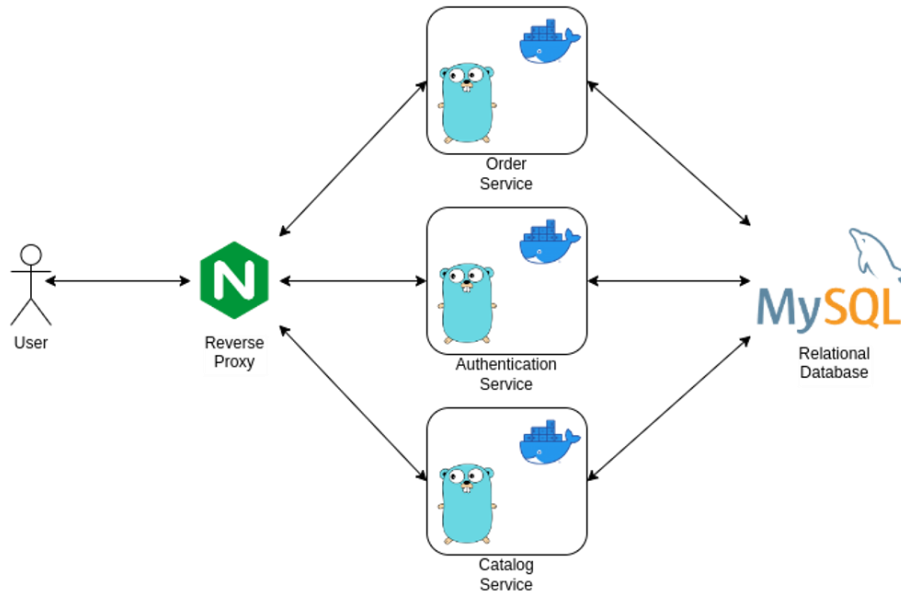 Order
Service
User
N
Reverse
Proxy
Authentication
Service
MySQL
Relational
Database
Catalog
Service